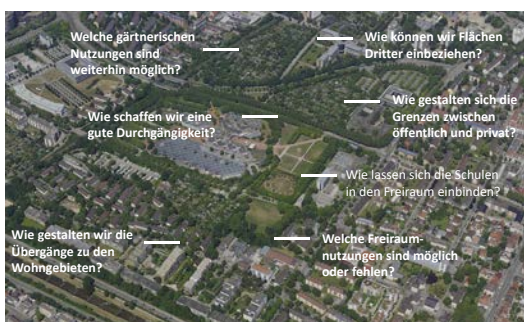 Welche gärtnerischen
Nutzungen sind
weiterhin möglich?
Wie können wir Flächen
Dritter einbeziehen?
Wie schaffen wir eine
gute Durchgängigkeit?
Wie gestalten sich die
Grenzen zwischen
öffentlich und privat?
Wie lassen sich die Schulen
in den Freiraum einbinden?
Wie gestalten wir die
Übergänge zu den
Wohngebieten?
Welche Freiraum-
nutzungen sind möglich
oder fehlen?